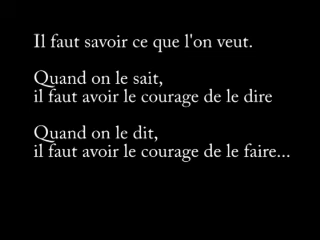 Il faut savoir ce que l'on veut.
Quand on le sait,
il faut avoir le courage de le dire
Quand on le dit,
il faut avoir le courage de le faire...